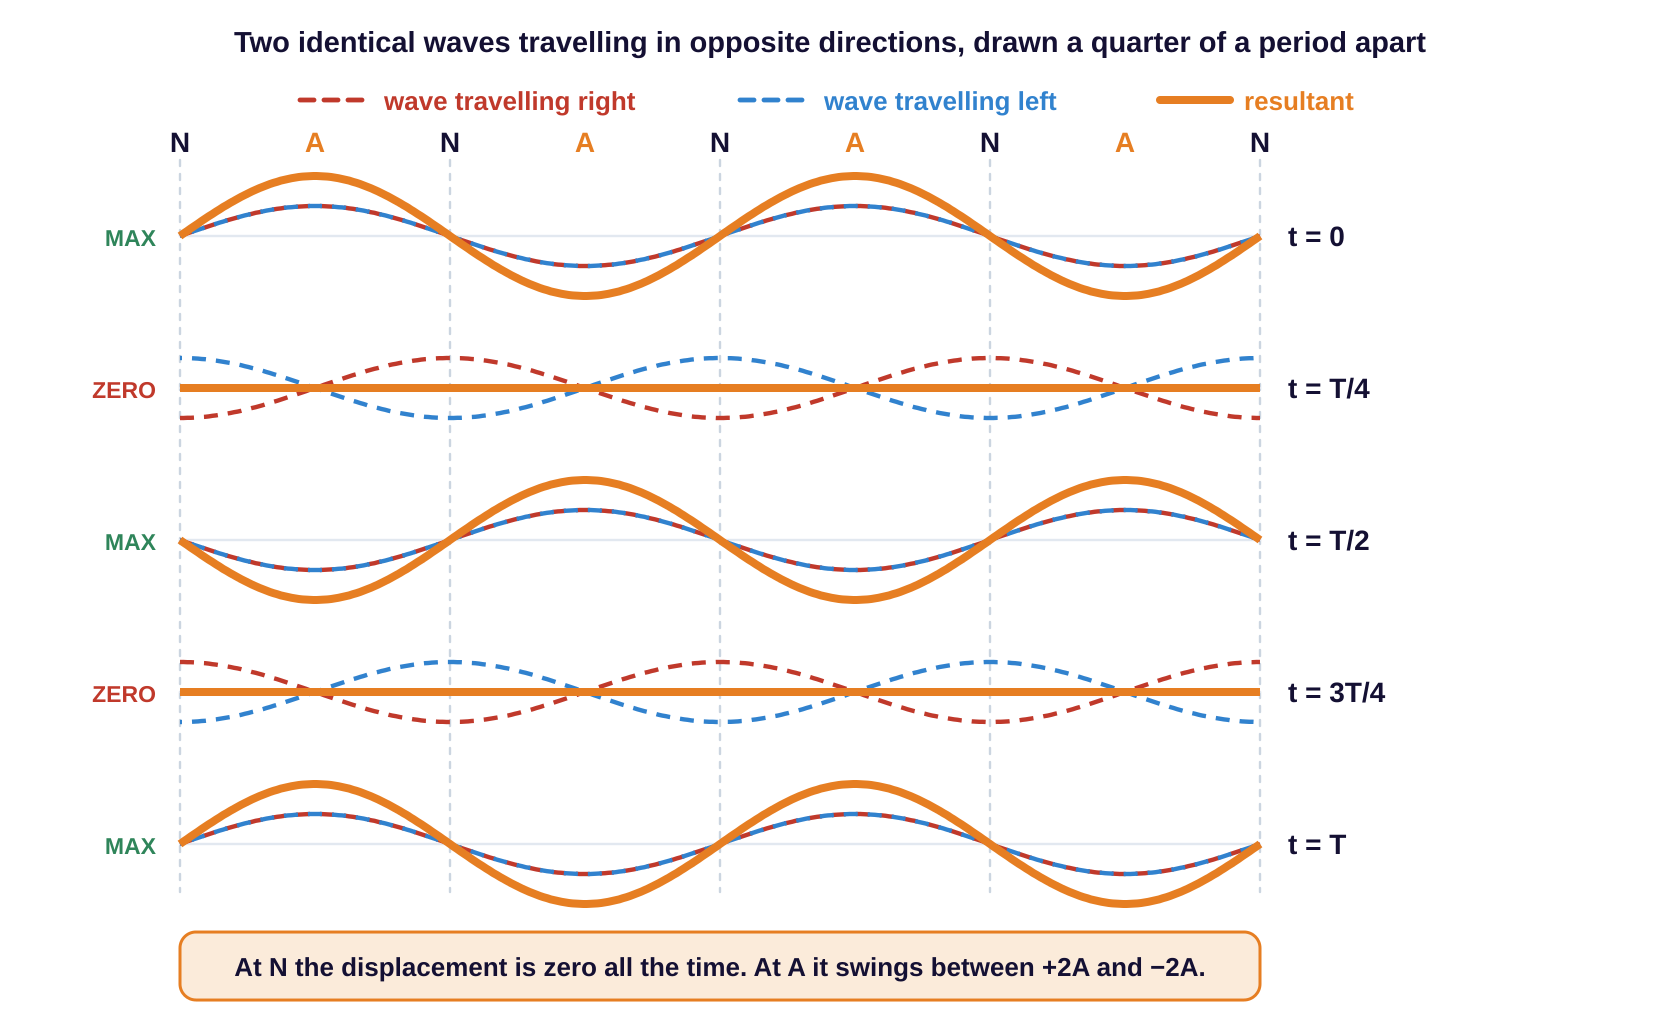 Two identical waves travelling in opposite directions, drawn a quarter of a period apart
wave travelling right wave travelling left resultant
N A N A N A N A N
MAX t = 0
ZERO t = T/4
MAX t = T/2
ZERO t = 3T/4
MAX t = T
At N the displacement is zero all the time. At A it swings between +2A and −2A.